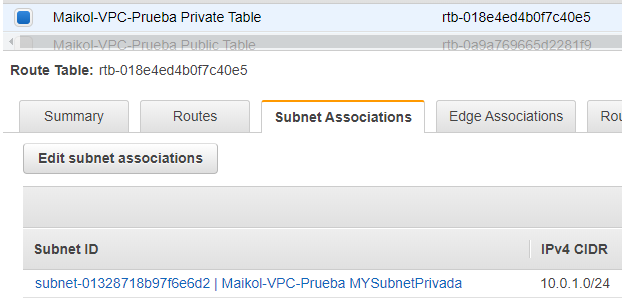 Maikol-VPC-Prueba Private Table rtb-018e4ed4b0f7c40e5
Maikol-VPC-Prueba Public Table rtb-0a9a769665d2281f9
Route Table: rtb-018e4ed4b0f7c40e5
Summary Routes Subnet Associations Edge Associations Rou
Edit subnet associations
Subnet ID IPv4 CIDR
subnet-01328718b97f6e6d2 | Maikol-VPC-Prueba MYSubnetPrivada 10.0.1.0/24